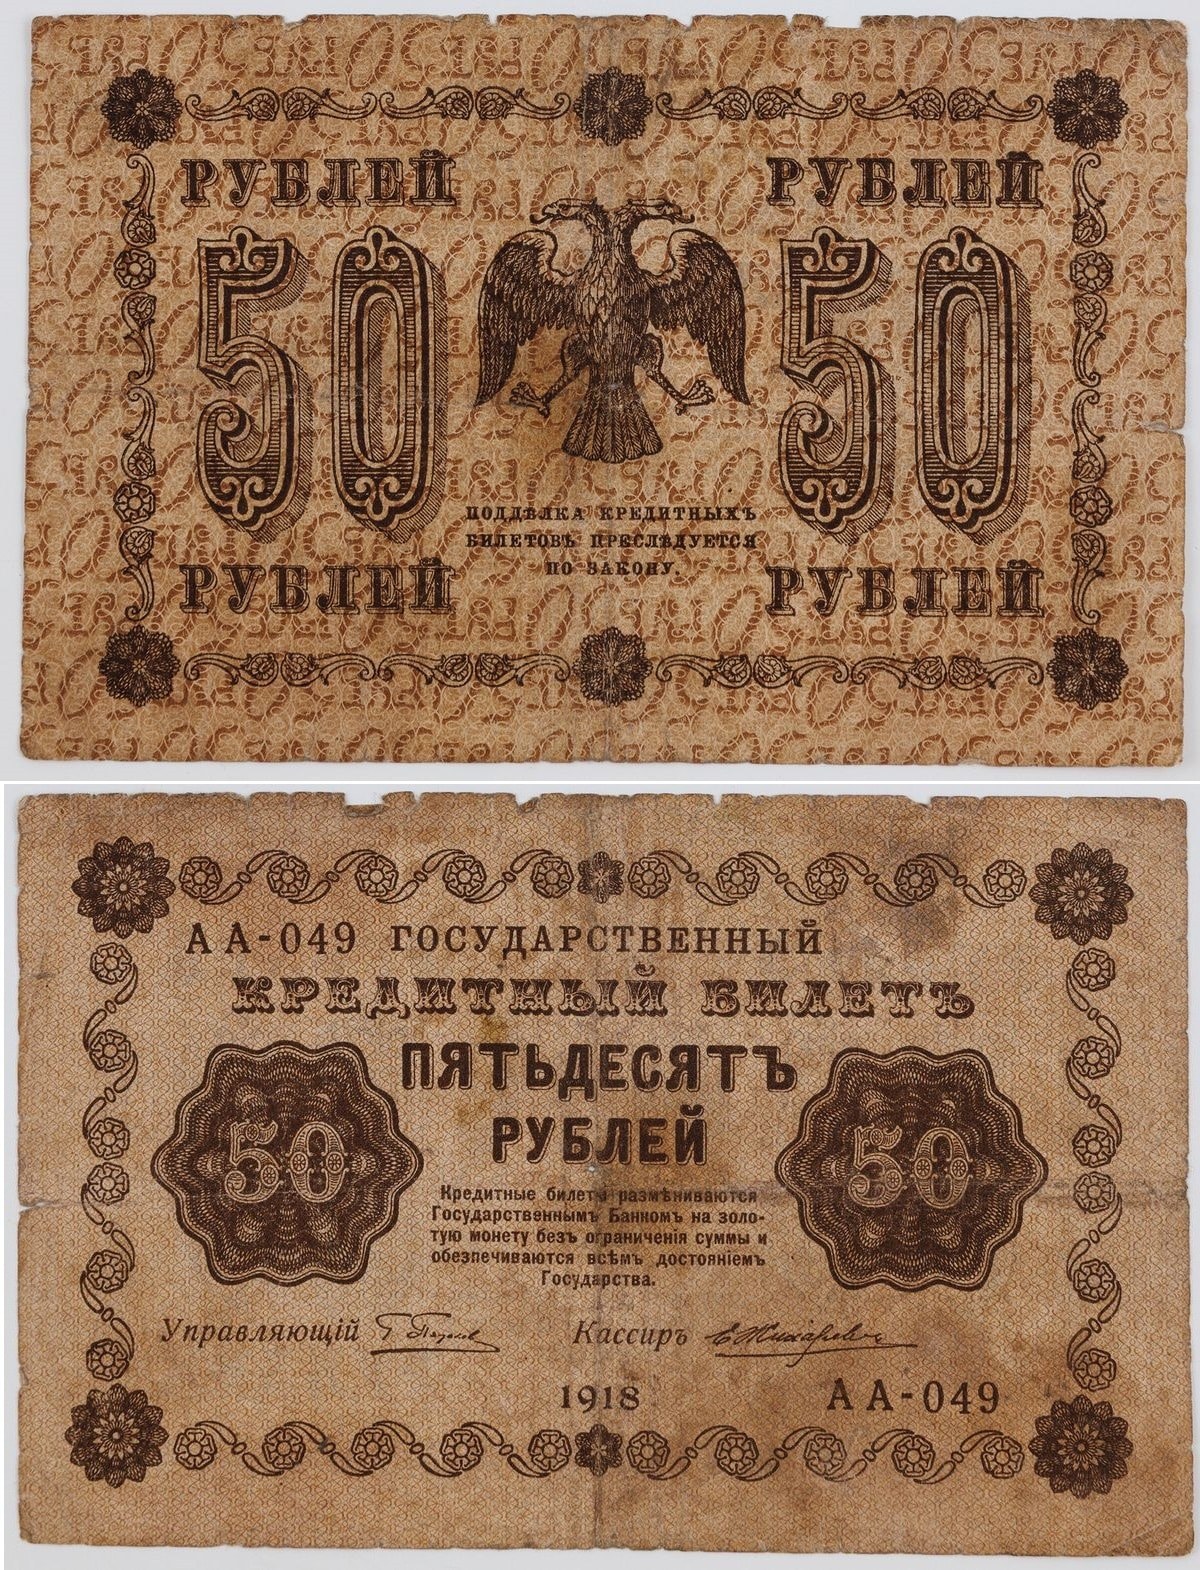 РУБЛЕЙ РУБЛЕЙ
50 50
ПОДДѢЛКА КРЕДИТНЫХЪ
БИЛЕТОВЪ ПРЕСЛѢДУЕТСЯ
ПО ЗАКОНУ.
РУБЛЕЙ РУБЛЕЙ
АА-049 ГОСУДАРСТВЕННЫЙ
КРЕДИТНЫЙ БИЛЕТЪ
ПЯТЬДЕСЯТЪ
РУБЛЕЙ
50 50
Кредитные билеты размѣниваются
Государственнымъ Банкомъ на золо-
тую монету безъ ограниченія суммы и
обезпечиваются всѣмъ достояніемъ
Государства.
Управляющій Кассиръ Е Жихаревъ
1918 АА-049